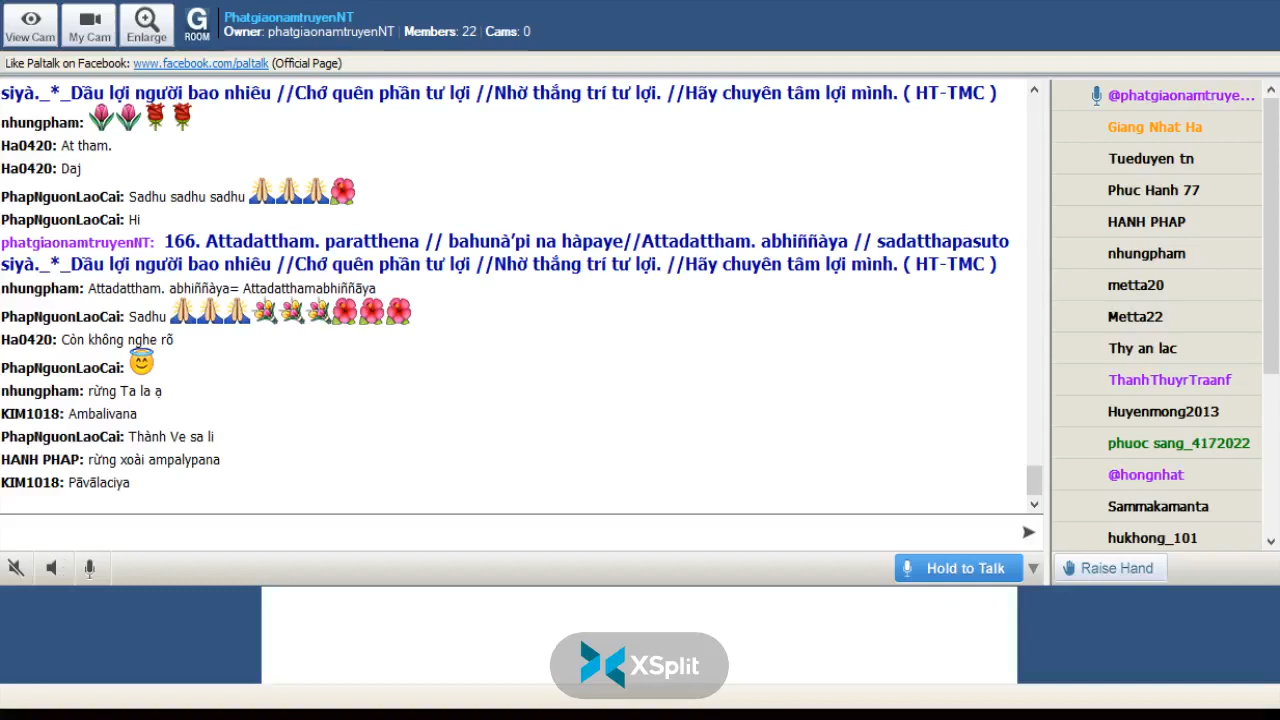 PhatgiaonamtruyenNT
Owner: phatgiaonamtruyenNT | Members: 22 | Cams: 0
View Cam
My Cam
Enlarge
G
ROOM
Like Paltalk on Facebook: www.facebook.com/paltalk (Official Page)
siyà._*_Dầu lợi người bao nhiêu //Chớ quên phần tư lợi //Nhờ thắng trí tư lợi. //Hãy chuyên tâm lợi mình. ( HT-TMC )
nhungpham:
Ha0420: At tham.
Ha0420: Daj
PhapNguonLaoCai: Sadhu sadhu sadhu
PhapNguonLaoCai: Hi
phatgiaonamtruyenNT: 166. Attadattham. paratthena // bahunà’pi na hàpaye//Attadattham. abhiññàya // sadatthapasuto
siyà._*_Dầu lợi người bao nhiêu //Chớ quên phần tư lợi //Nhờ thắng trí tư lợi. //Hãy chuyên tâm lợi mình. ( HT-TMC )
nhungpham: Attadattham. abhiññàya= Attadatthamabhiññāya
PhapNguonLaoCai: Sadhu
Ha0420: Còn không nghe rõ
PhapNguonLaoCai:
nhungpham: rừng Ta la ạ
KIM1018: Ambalivana
PhapNguonLaoCai: Thành Ve sa li
HANH PHAP: rừng xoài ampalypana
KIM1018: Pāvālaciya
@phatgiaonamtruye...
Giang Nhat Ha
Tueduyen tn
Phuc Hanh 77
HANH PHAP
nhungpham
metta20
Metta22
Thy an lac
ThanhThuyrTraanf
Huyenmong2013
phuoc sang_4172022
@hongnhat
Sammakamanta
hukhong_101
Hold to Talk
Raise Hand
XSplit